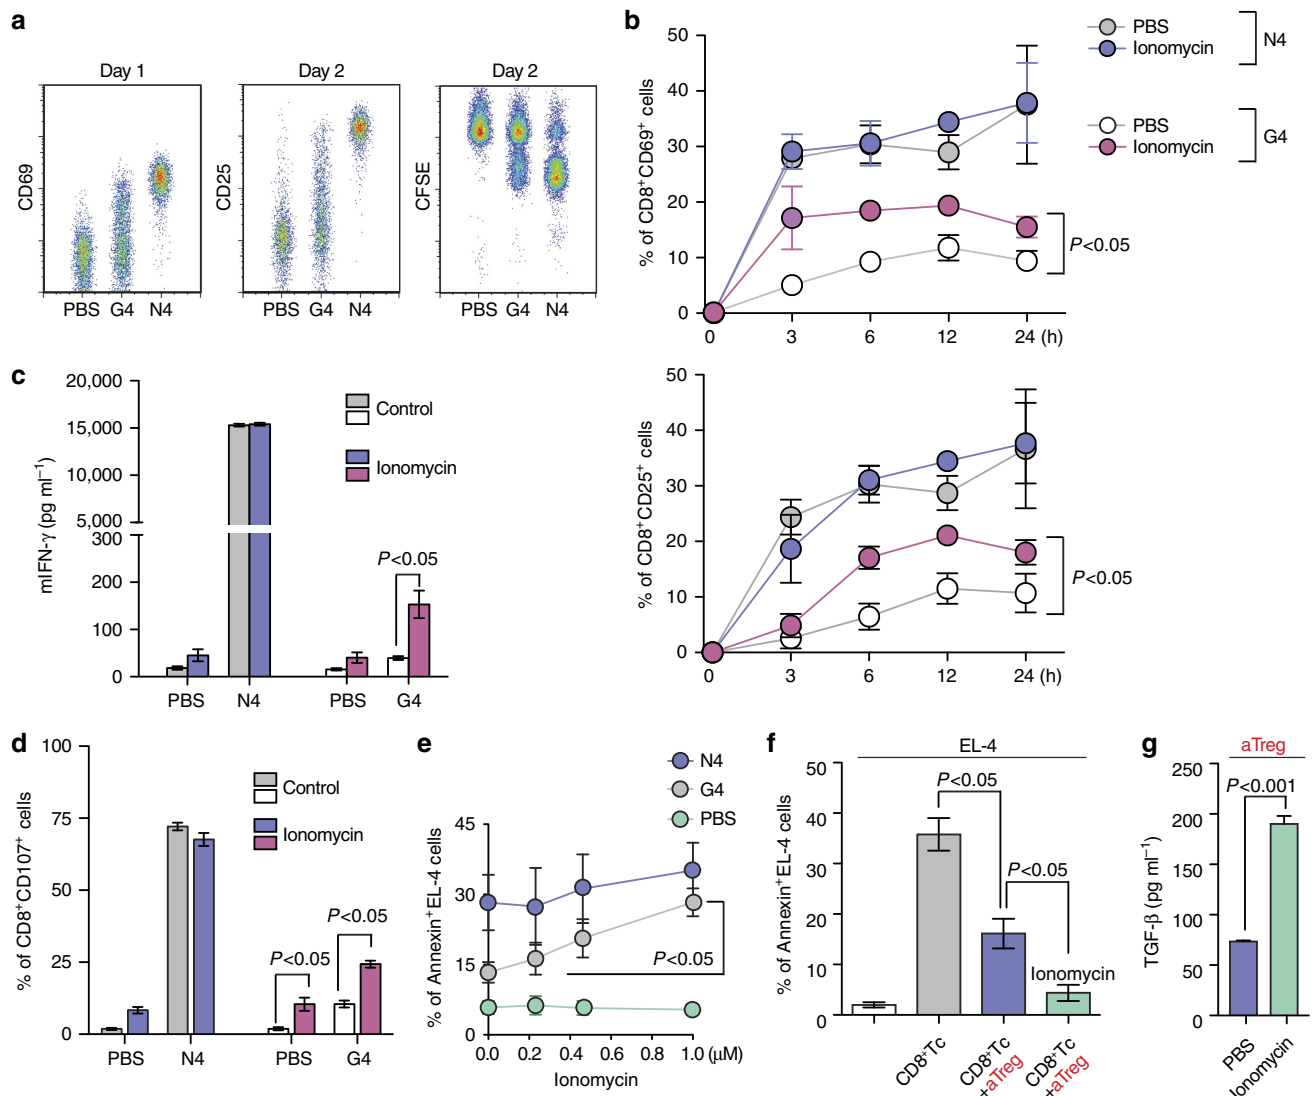 a
Day 1
Day 2
Day 2
CD69
CD25
CFSE
PBS G4 N4
PBS G4 N4
PBS G4 N4
b
PBS
Ionomycin
N4
PBS
Ionomycin
G4
% of CD8⁺CD69⁺ cells
50
40
30
20
10
0
P<0.05
0 3 6 12 24 (h)
% of CD8⁺CD25⁺ cells
50
40
30
20
10
0
P<0.05
0 3 6 12 24 (h)
c
mIFN-γ (pg ml⁻¹)
20,000
15,000
10,000
5,000
300
200
100
0
Control
Ionomycin
P<0.05
PBS N4 PBS G4
d
% of CD8⁺CD107⁺ cells
100
75
50
25
0
Control
Ionomycin
P<0.05
P<0.05
PBS N4 PBS G4
e
N4
G4
PBS
% of Annexin⁺EL-4 cells
45
30
15
0
P<0.05
0.0 0.2 0.4 0.6 0.8 1.0 (μM)
Ionomycin
f
EL-4
% of Annexin⁺EL-4 cells
50
40
30
20
10
0
P<0.05
P<0.05
Ionomycin
CD8⁺Tc
CD8⁺Tc
+aTreg
CD8⁺Tc
+aTreg
g
aTreg
TGF-β (pg ml⁻¹)
250
200
150
100
50
0
P<0.001
PBS
Ionomycin